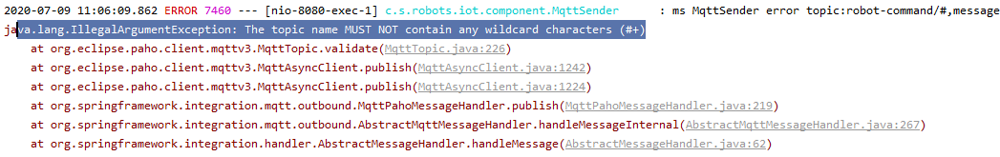 2020-07-09 11:06:09.862 ERROR 7460 --- [nio-8080-exec-1] c.s.robots.iot.component.MqttSender : ms MqttSender error topic:robot-command/#,message
java.lang.IllegalArgumentException: The topic name MUST NOT contain any wildcard characters (#+)
at org.eclipse.paho.client.mqttv3.MqttTopic.validate(MqttTopic.java:226)
at org.eclipse.paho.client.mqttv3.MqttAsyncClient.publish(MqttAsyncClient.java:1242)
at org.eclipse.paho.client.mqttv3.MqttAsyncClient.publish(MqttAsyncClient.java:1224)
at org.springframework.integration.mqtt.outbound.MqttPahoMessageHandler.publish(MqttPahoMessageHandler.java:219)
at org.springframework.integration.mqtt.outbound.AbstractMqttMessageHandler.handleMessageInternal(AbstractMqttMessageHandler.java:267)
at org.springframework.integration.handler.AbstractMessageHandler.handleMessage(AbstractMessageHandler.java:62)